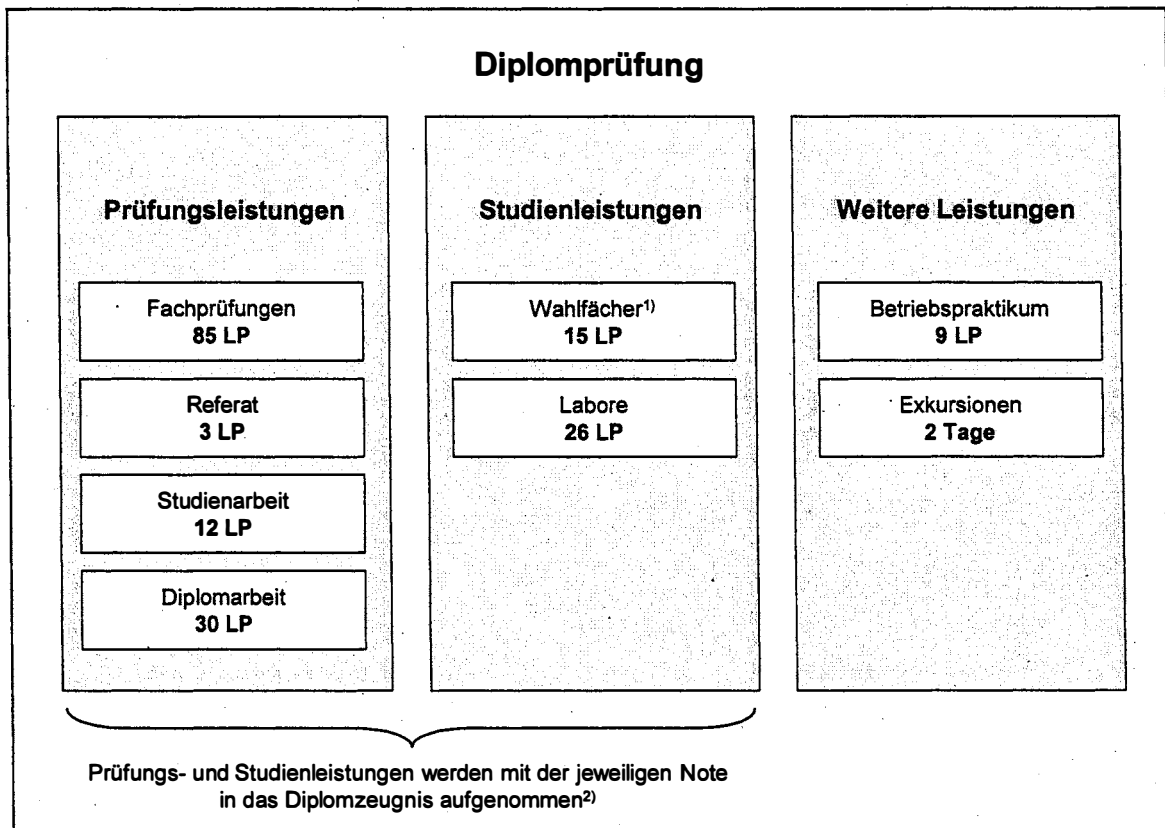 Diplomprüfung
Prüfungsleistungen
Fachprüfungen
85 LP
Referat
3 LP
Studienarbeit
12 LP
Diplomarbeit
30 LP
Studienleistungen
Wahlfächer1)
15 LP
Labore
26 LP
Weitere Leistungen
Betriebspraktikum
9 LP
Exkursionen
2 Tage
Prüfungs- und Studienleistungen werden mit der jeweiligen Note
in das Diplomzeugnis aufgenommen2)